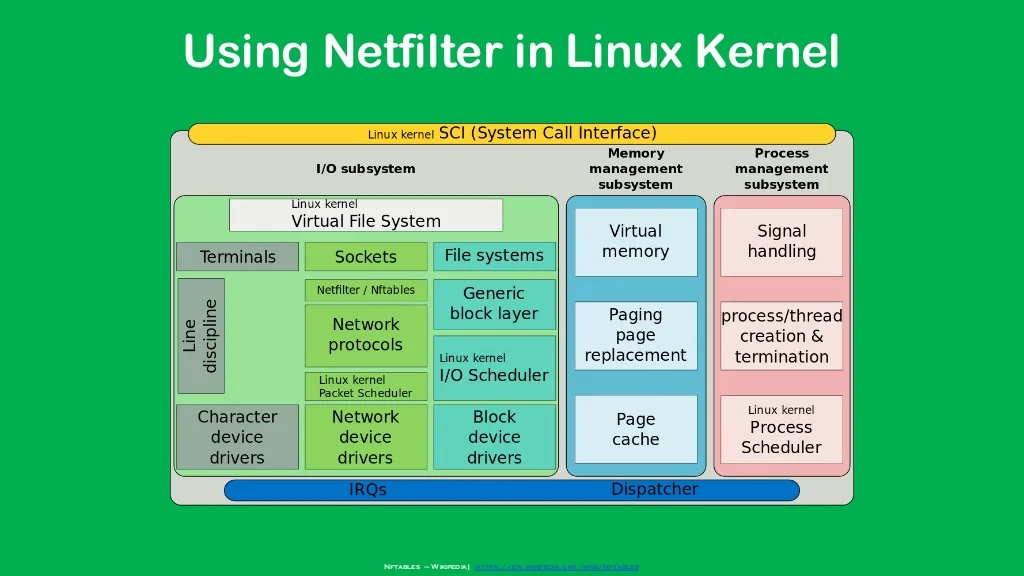 Using Netfilter in Linux Kernel
Linux kernel SCI (System Call Interface)
I/O subsystem
Memory
management
subsystem
Process
management
subsystem
Linux kernel
Virtual File System
Terminals
Sockets
File systems
Netfilter / Nftables
Line
discipline
Network
protocols
Generic
block layer
Linux kernel
I/O Scheduler
Linux kernel
Packet Scheduler
Character
device
drivers
Network
device
drivers
Block
device
drivers
Virtual
memory
Paging
page
replacement
Page
cache
Signal
handling
process/thread
creation &
termination
Linux kernel
Process
Scheduler
IRQs
Dispatcher
Nftables – Wikipedia|